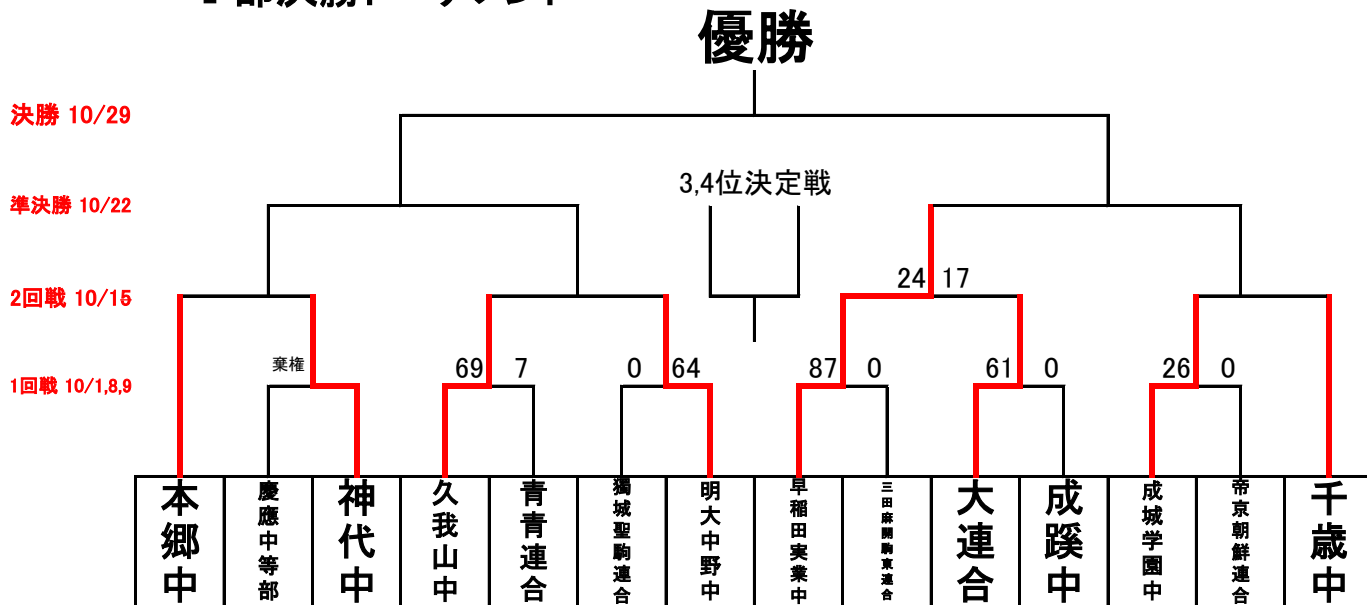 優勝
決勝 10/29
3,4位決定戦
準決勝 10/22
24 17
2回戦 10/15
棄権
69 7
0 64
87 0
61 0
26 0
1回戦 10/1,8,9
本郷中
慶應中等部
神代中
久我山中
青青連合
獨城聖駒連合
明大中野中
早稲田実業中
三田麻開駒東連合
大連合
成蹊中
成城学園中
帝京朝鮮連合
千歳中